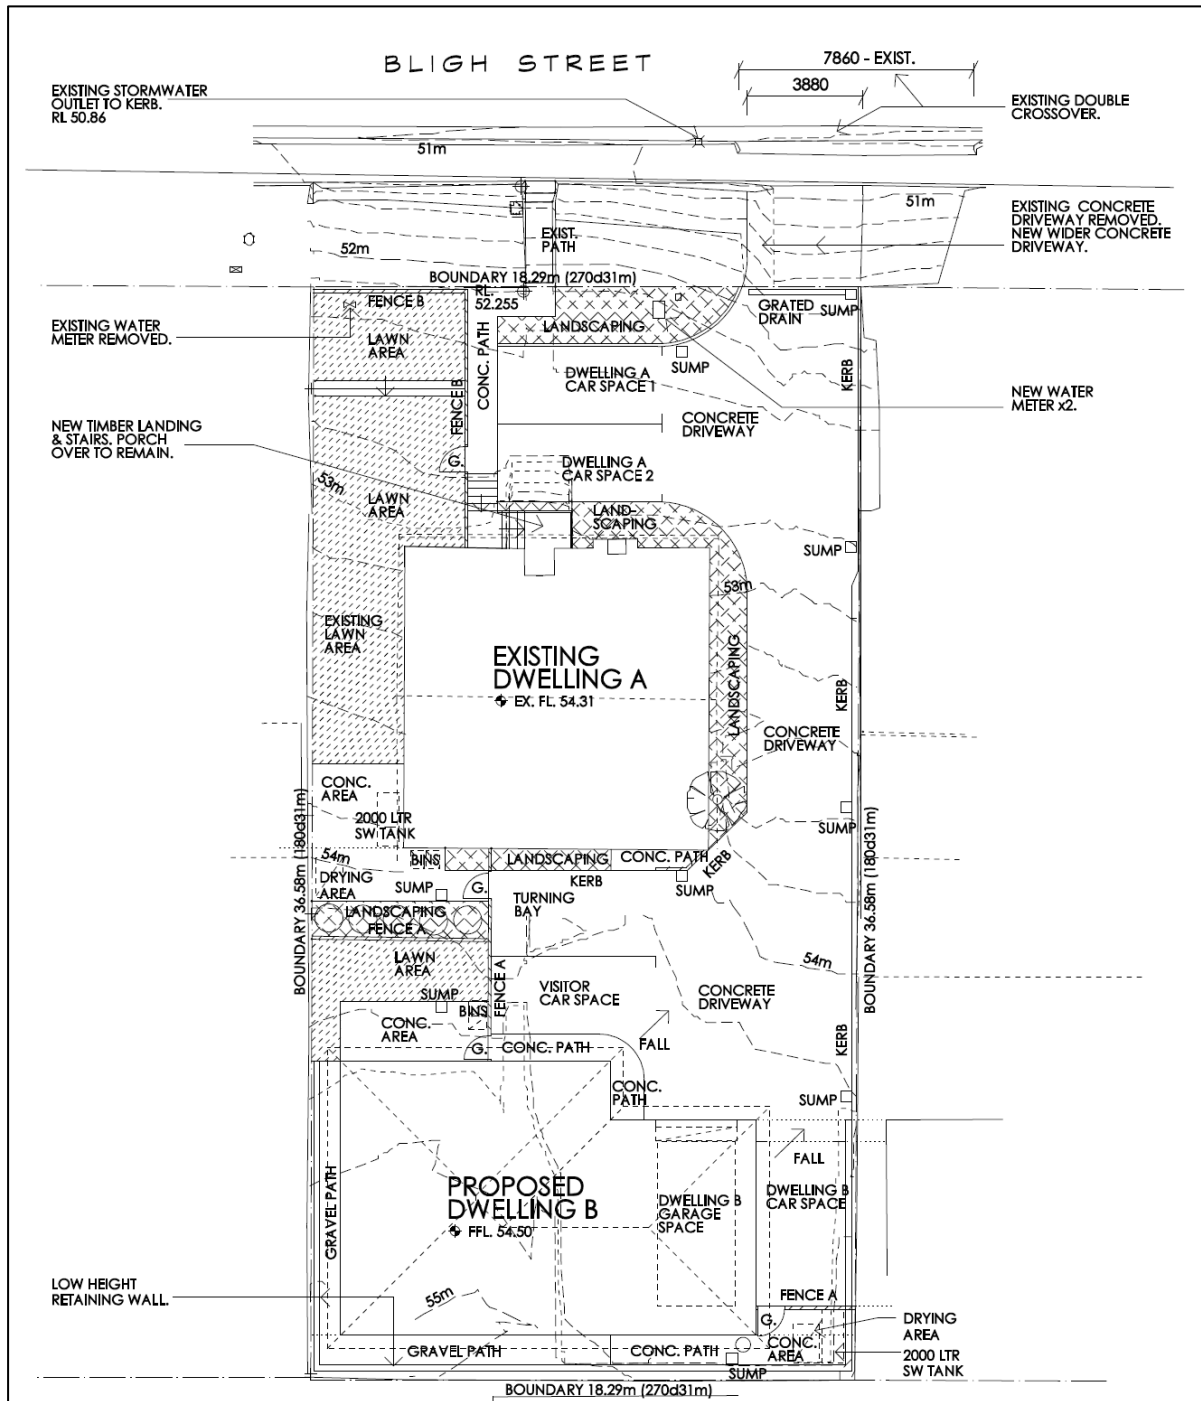 BLIGH STREET
7860 - EXIST.
3880
EXISTING STORMWATER
OUTLET TO KERB.
RL 50.86
EXISTING DOUBLE
CROSSOVER.
51m
51m
EXISTING CONCRETE
DRIVEWAY REMOVED.
NEW WIDER CONCRETE
DRIVEWAY.
EXIST.
PATH
52m
BOUNDARY 18.29m (270d31m)
RL.
52.255
FENCE B
GRATED
DRAIN
SUMP
EXISTING WATER
METER REMOVED.
LAWN
AREA
LANDSCAPING
CONC. PATH
FENCE B
SUMP
KERB
DWELLING A
CAR SPACE 1
NEW WATER
METER x2.
CONCRETE
DRIVEWAY
NEW TIMBER LANDING
& STAIRS. PORCH
OVER TO REMAIN.
G.
DWELLING A
CAR SPACE 2
53m
LAWN
AREA
LAND-
SCAPING
SUMP
53m
EXISTING
LAWN
AREA
LANDSCAPING
EXISTING
DWELLING A
EX. FL. 54.31
KERB
CONCRETE
DRIVEWAY
CONC.
AREA
2000 LTR
SW TANK
SUMP
BOUNDARY 36.58m (180d31m)
BOUNDARY 36.58m (180d31m)
54m
BINS
LANDSCAPING
CONC. PATH
KERB
KERB
DRYING
AREA
SUMP
G.
SUMP
TURNING
BAY
LANDSCAPING
FENCE A
LAWN
AREA
54m
FENCE A
VISITOR
CAR SPACE
CONCRETE
DRIVEWAY
SUMP
BINS
CONC.
AREA
KERB
G.
CONC. PATH
FALL
CONC.
PATH
SUMP
FALL
GRAVEL PATH
PROPOSED
DWELLING B
FFL. 54.50
DWELLING B
GARAGE
SPACE
DWELLING B
CAR SPACE
LOW HEIGHT
RETAINING WALL.
55m
FENCE A
G.
DRYING
AREA
GRAVEL PATH
CONC. PATH
CONC.
AREA
2000 LTR
SW TANK
SUMP
BOUNDARY 18.29m (270d31m)